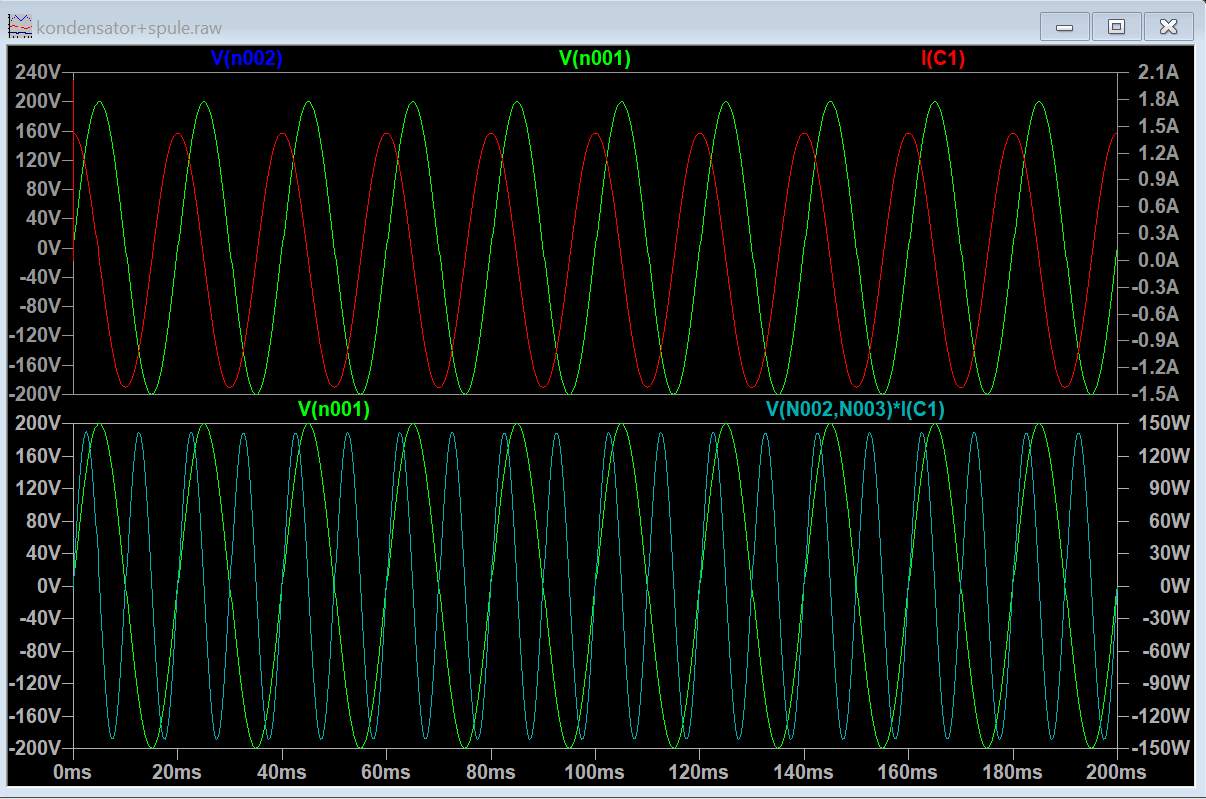 kondensator+spule.raw
V(n002) V(n001) I(C1)
240V 2.1A
200V 1.8A
160V 1.5A
120V 1.2A
80V 0.9A
40V 0.6A
0V 0.3A
-40V 0.0A
-80V -0.3A
-120V -0.6A
-160V -0.9A
-200V -1.2A
-1.5A
V(n001) V(N002,N003)*I(C1)
200V 150W
160V 120W
120V 90W
80V 60W
40V 30W
0V 0W
-40V -30W
-80V -60W
-120V -90W
-160V -120W
-200V -150W
0ms 20ms 40ms 60ms 80ms 100ms 120ms 140ms 160ms 180ms 200ms